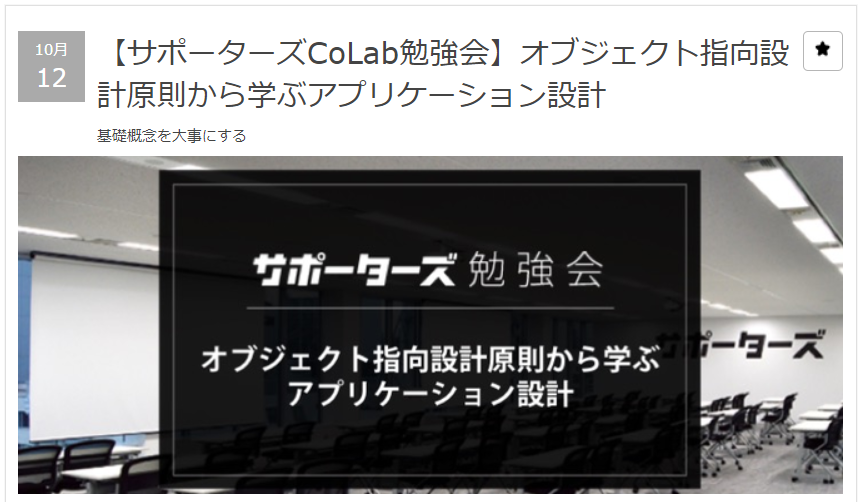 10月
12
【サポーターズCoLab勉強会】オブジェクト指向設
計原則から学ぶアプリケーション設計
基礎概念を大事にする
サポーターズ 勉強会
オブジェクト指向設計原則から学ぶ
アプリケーション設計
サポーターズ